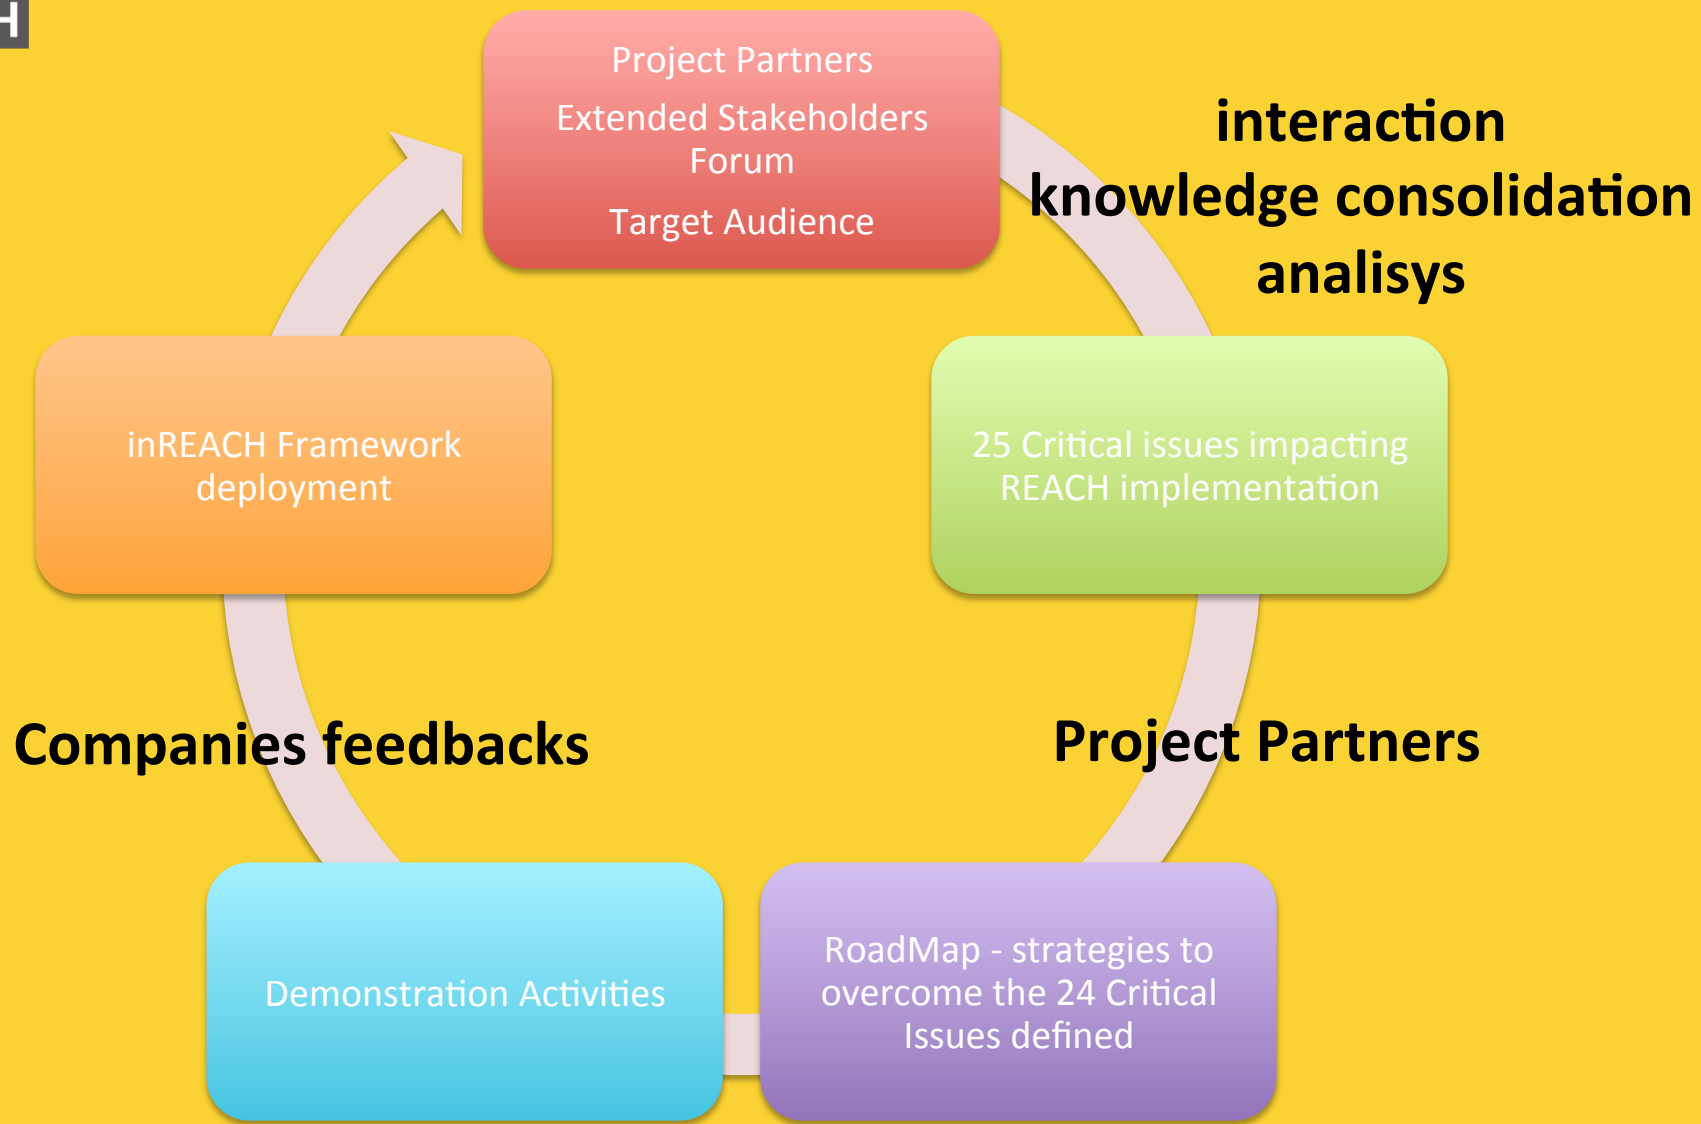 H
Project Partners
Extended Stakeholders
Forum
Target Audience
interaction
knowledge consolidation
analisys
inREACH Framework
deployment
25 Critical issues impacting
REACH implementation
Companies feedbacks
Project Partners
Demonstration Activities
RoadMap - strategies to
overcome the 24 Critical
Issues defined